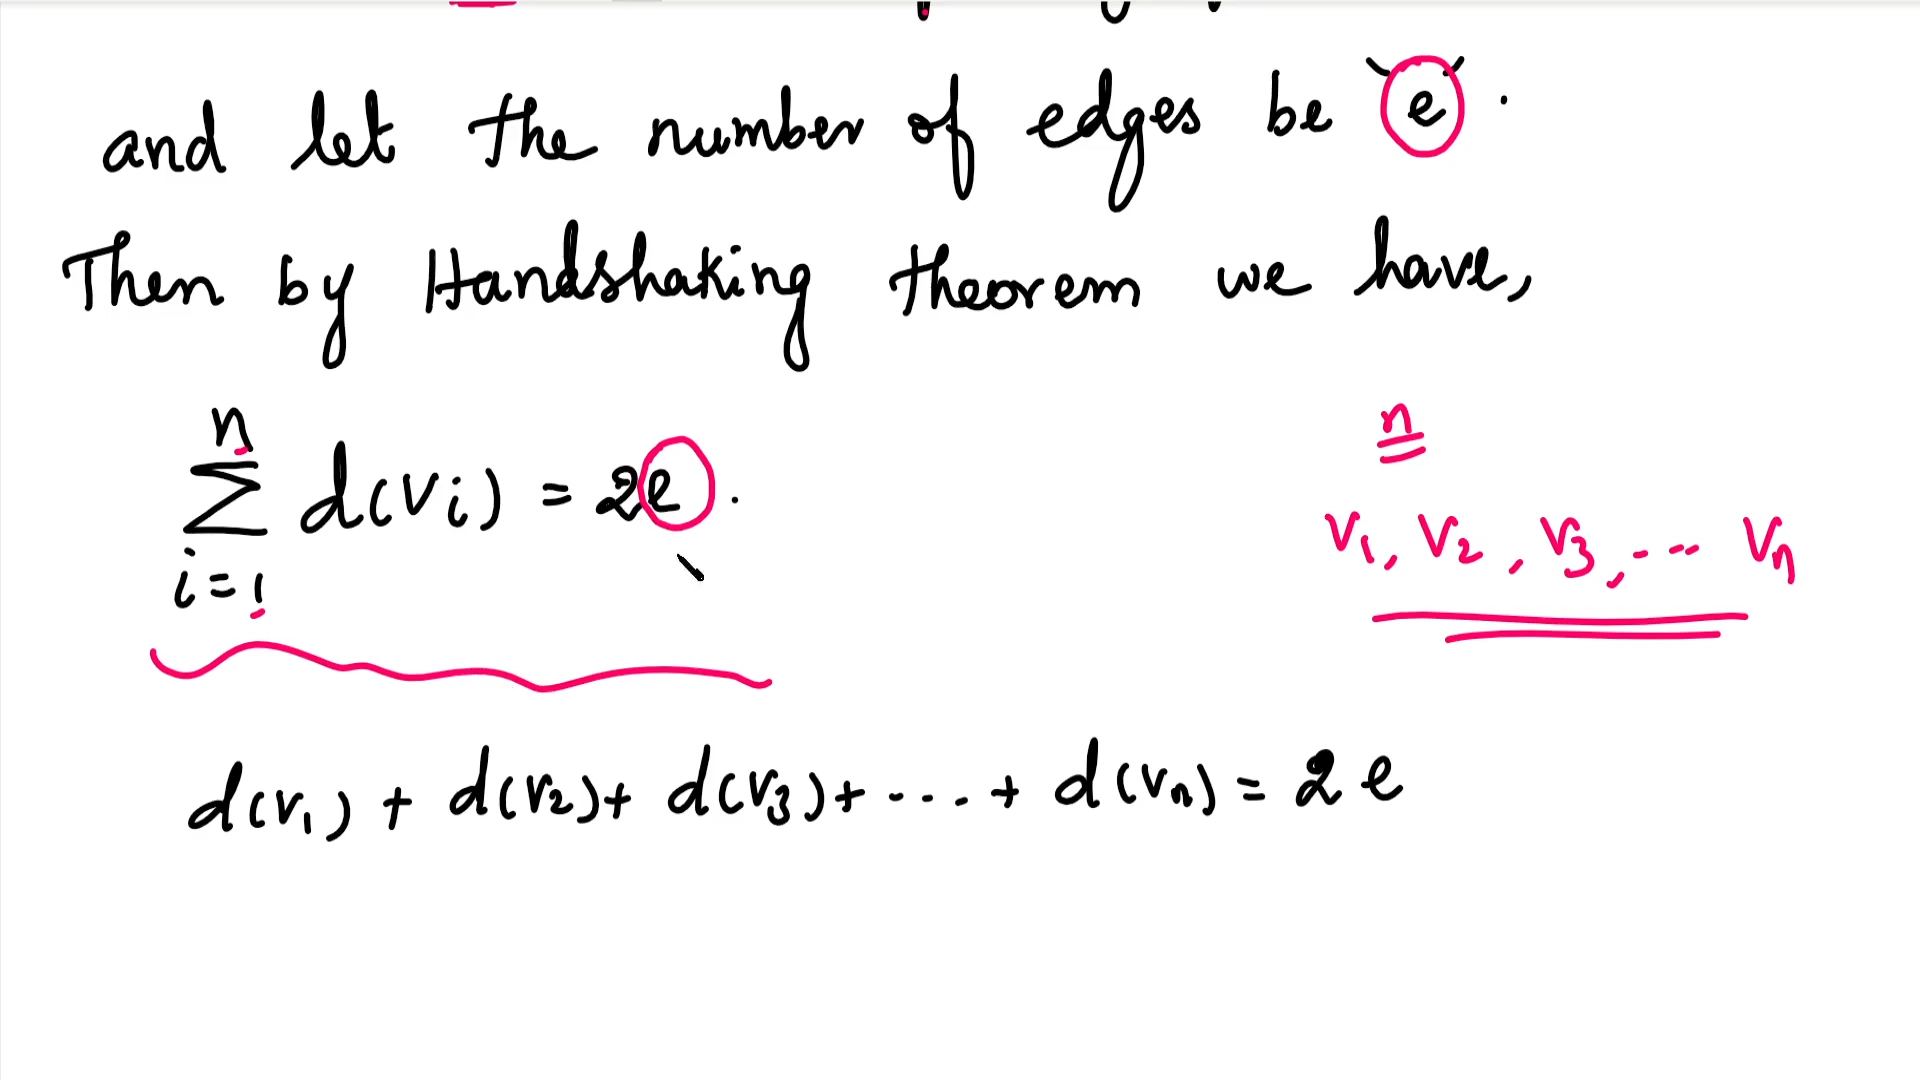 and let the number of edges be 'e'.
Then by Handshaking theorem we have,
n
∑ d(vi) = 2e.
i=1
n
v₁, v₂, v₃, --- vₙ
d(v₁) + d(v₂)+ d(v₃)+ ---. + d(vₙ) = 2e